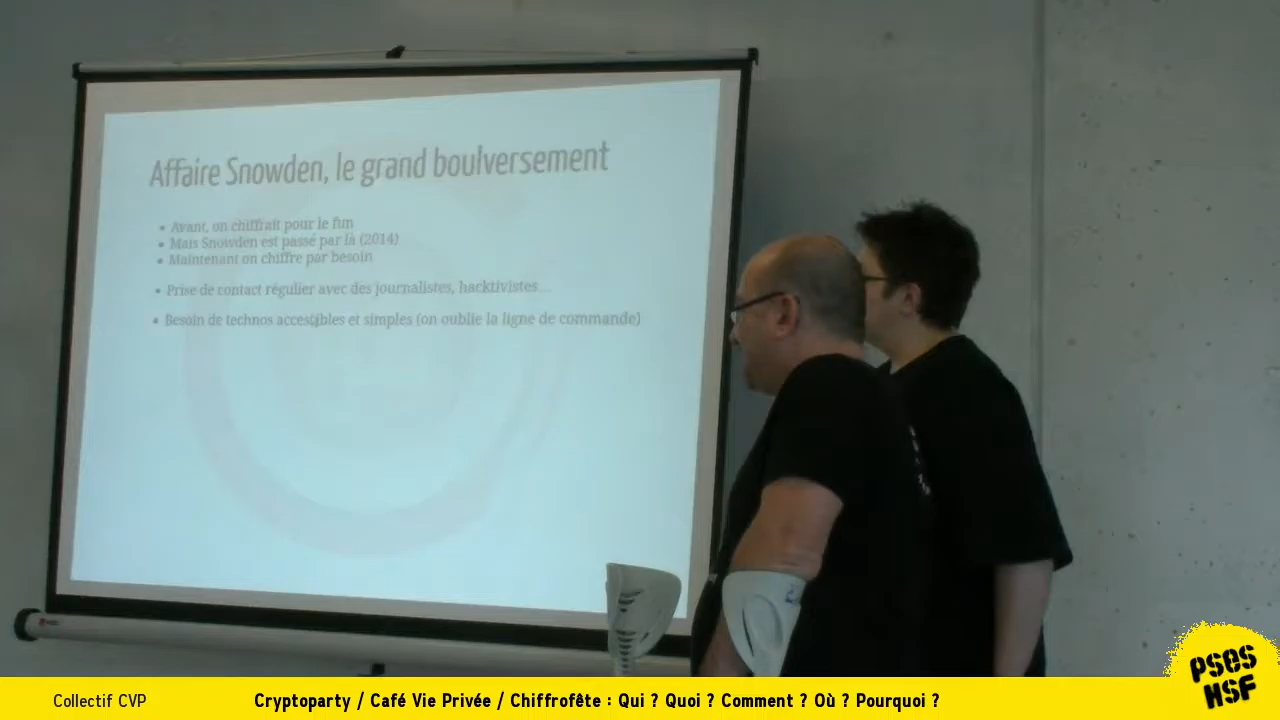 Affaire Snowden, le grand boulversement
• Avant, on chiffrait pour le fun
• Mais Snowden est passé par là (2014)
• Maintenant on chiffre par besoin
• Prise de contact régulier avec des journalistes, hacktivistes...
• Besoin de technos accestibles et simples (on oublie la ligne de commande)
Collectif CVP
Cryptoparty / Café Vie Privée / Chiffrofête : Qui ? Quoi ? Comment ? Où ? Pourquoi ?
PSES
HSF